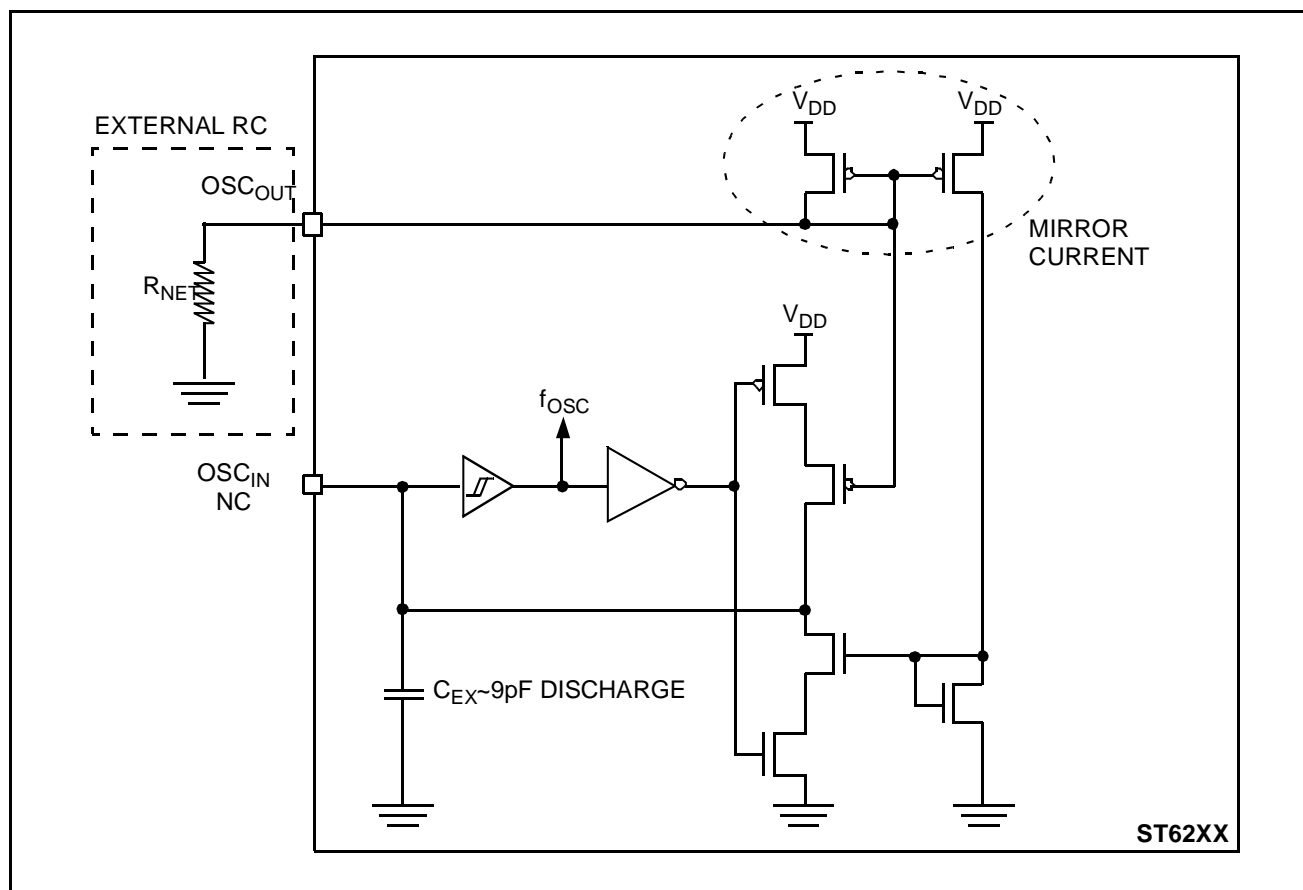 V_DD V_DD
EXTERNAL RC
OSC_OUT
MIRROR
CURRENT
R_NET
V_DD
f_OSC
OSC_IN
NC
C_EX~9pF DISCHARGE
ST62XX